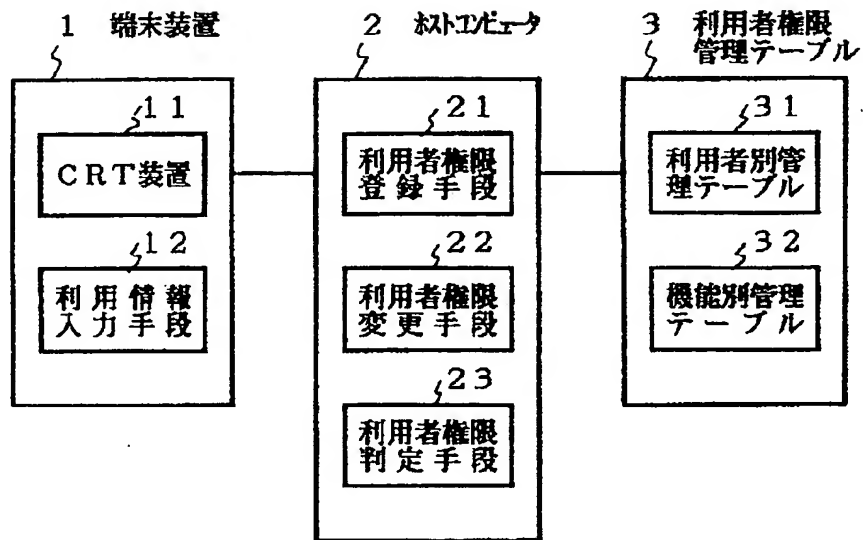 1 端末装置
2 ホストコンピュータ
3 利用者権限
管理テーブル
11
CRT装置
12
利用情報
入力手段
21
利用者権限
登録手段
22
利用者権限
変更手段
23
利用者権限
判定手段
31
利用者別管
理テーブル
32
機能別管理
テーブル